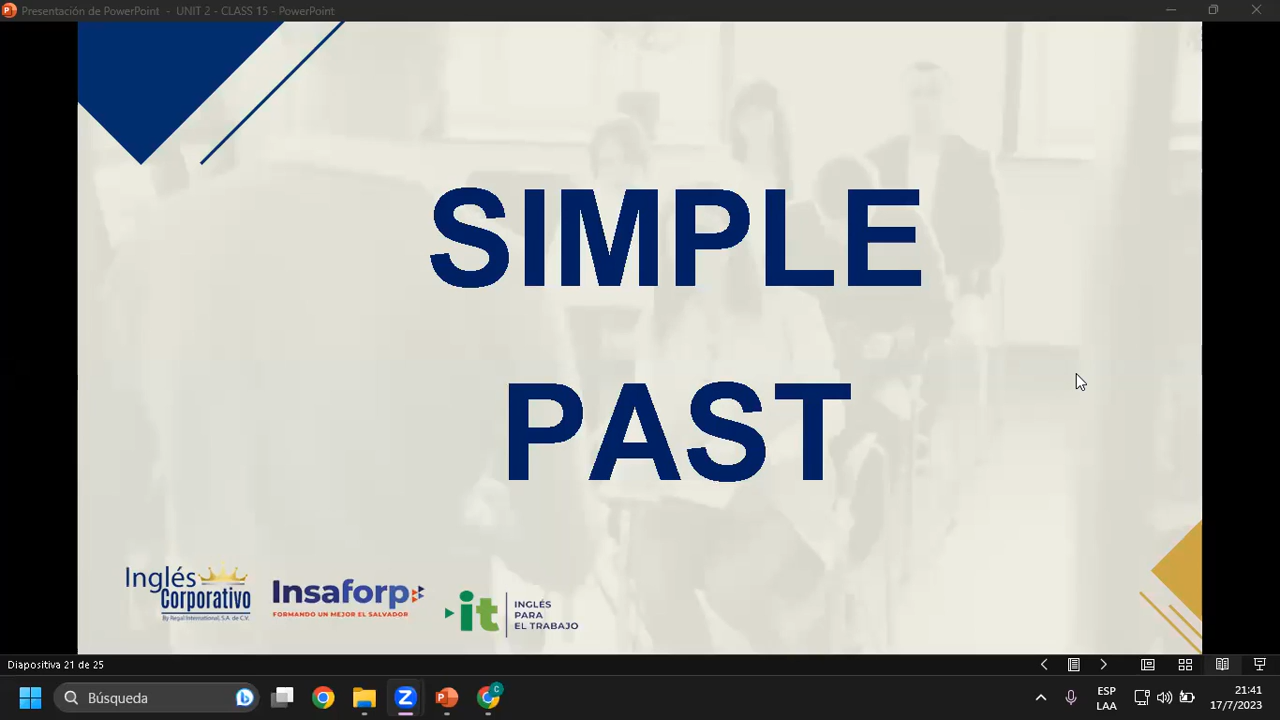 Presentación de PowerPoint - UNIT 2 - CLASS 15 - PowerPoint
SIMPLE
PAST
Inglés
Corporativo
By Regal International, S.A. de C.V.
Insaforp
FORMANDO UN MEJOR EL SALVADOR
it
INGLÉS
PARA
EL TRABAJO
Diapositiva 21 de 25
Búsqueda
ESP
LAA
21:41
17/7/2023